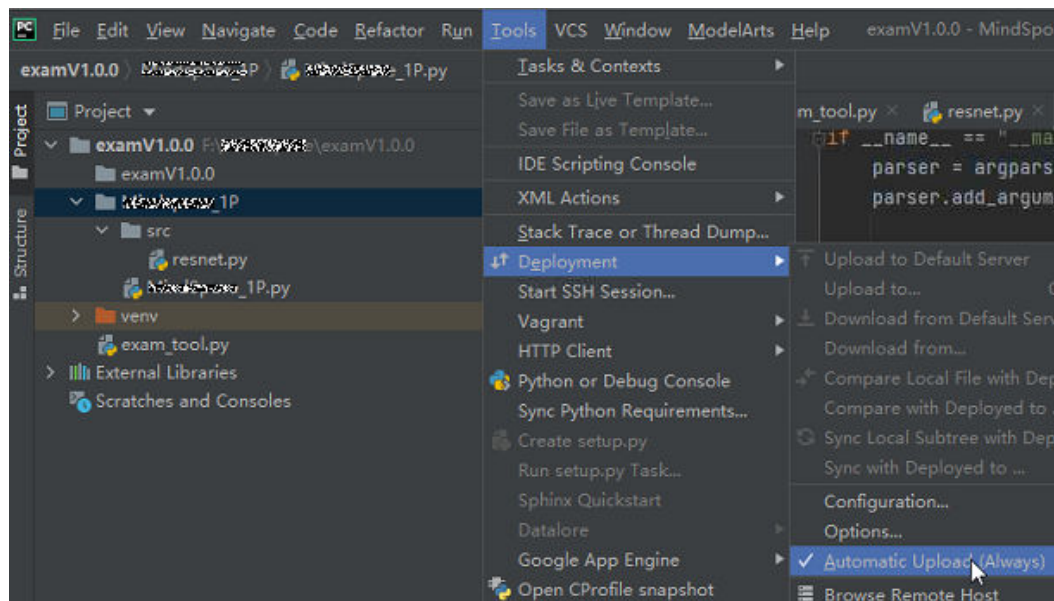 PC File Edit View Navigate Code Refactor Run Tools VCS Window ModelArts Help examV1.0.0 - MindSpo
examV1.0.0 _1P.py
Project
Project
examV1.0.0 F:\ e\examV1.0.0
examV1.0.0
_1P
src
resnet.py
_1P.py
venv
exam_tool.py
External Libraries
Scratches and Consoles
Structure
Tasks & Contexts
Save as Live Template...
Save File as Template...
IDE Scripting Console
XML Actions
Stack Trace or Thread Dump...
Deployment
Start SSH Session...
Vagrant
HTTP Client
Python or Debug Console
Sync Python Requirements...
Create setup.py
Run setup.py Task...
Sphinx Quickstart
Datalore
Google App Engine
Open CProfile snapshot
m_tool.py resnet.py
if __name__ == "__ma
parser = argpars
parser.add_argum
Upload to Default Server
Upload to...
Download from Default Serv
Download from...
Compare Local File with Dep
Compare with Deployed to
Sync Local Subtree with Dep
Sync with Deployed to ...
Configuration...
Options...
Automatic Upload (Always)
Browse Remote Host